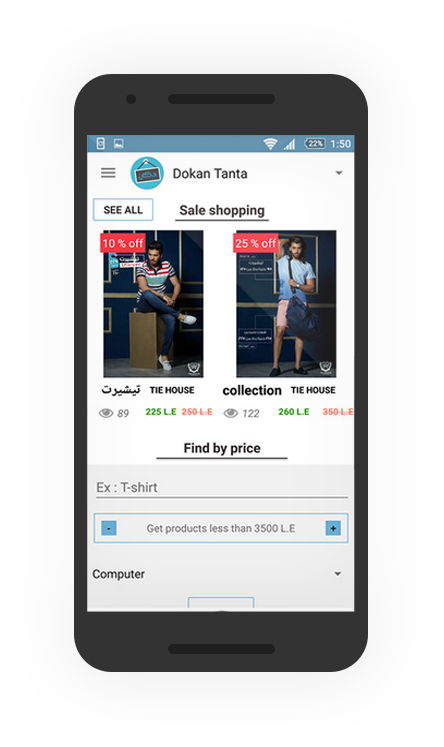 22% 1:50
Dokan Tanta
SEE ALL
Sale shopping
10 % off
25 % off
تيشيرت
TIE HOUSE
collection
TIE HOUSE
89
225 L.E
250 L.E
122
260 L.E
350 L.E
Find by price
Ex : T-shirt
-
Get products less than 3500 L.E
+
Computer